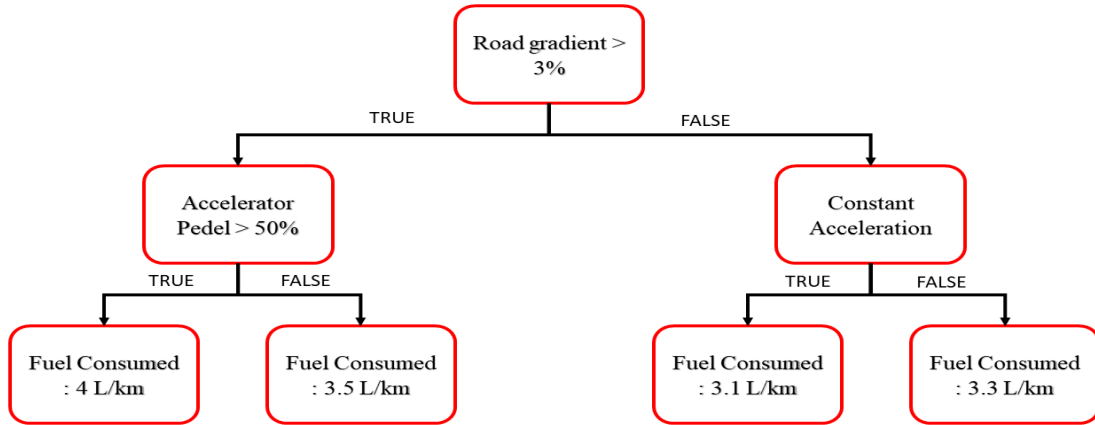 Road gradient >
3%
TRUE
FALSE
Accelerator
Pedel > 50%
Constant
Acceleration
TRUE
FALSE
TRUE
FALSE
Fuel Consumed
: 4 L/km
Fuel Consumed
: 3.5 L/km
Fuel Consumed
: 3.1 L/km
Fuel Consumed
: 3.3 L/km